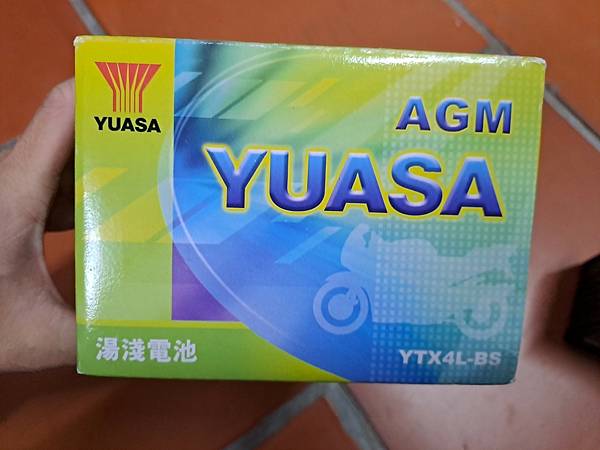 YUASA
AGM
YUASA
湯淺電池
YTX4L-BS